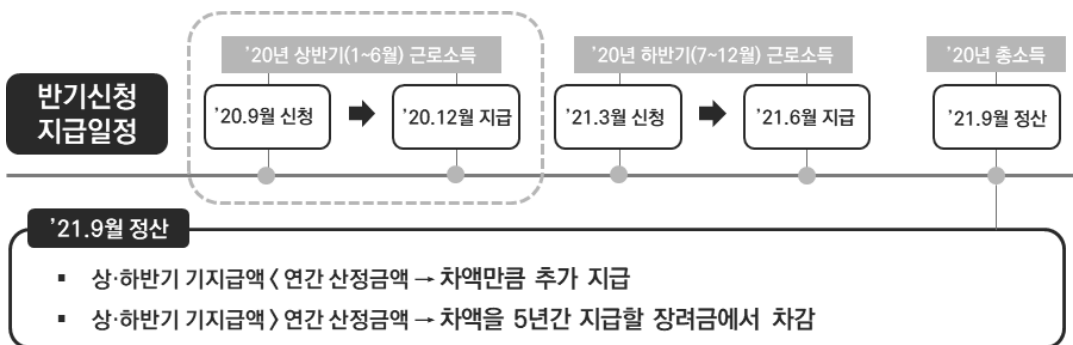 ’20년 상반기(1~6월) 근로소득
’20년 하반기(7~12월) 근로소득
’20년 총소득
반기신청
지급일정
’20.9월 신청
’20.12월 지급
’21.3월 신청
’21.6월 지급
’21.9월 정산
’21.9월 정산
▪ 상·하반기 기지급액 < 연간 산정금액 → 차액만큼 추가 지급
▪ 상·하반기 기지급액 > 연간 산정금액 → 차액을 5년간 지급할 장려금에서 차감